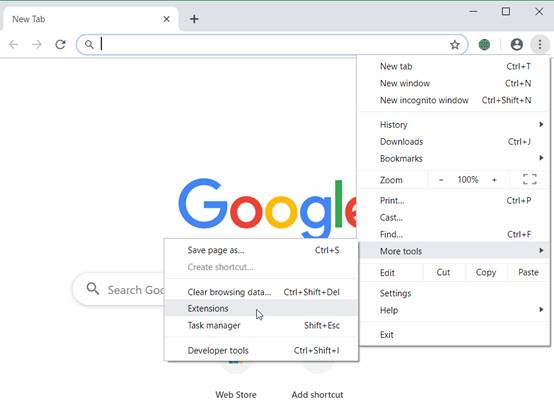 New Tab
New tab Ctrl+T
New window Ctrl+N
New incognito window Ctrl+Shift+N
History
Downloads Ctrl+J
Bookmarks
Zoom − 100% +
Print... Ctrl+P
Cast...
Find... Ctrl+F
More tools
Edit Cut Copy Paste
Settings
Help
Exit
Google
Save page as... Ctrl+S
Create shortcut...
Clear browsing data... Ctrl+Shift+Del
Extensions
Task manager Shift+Esc
Developer tools Ctrl+Shift+I
Search Goo
Web Store Add shortcut